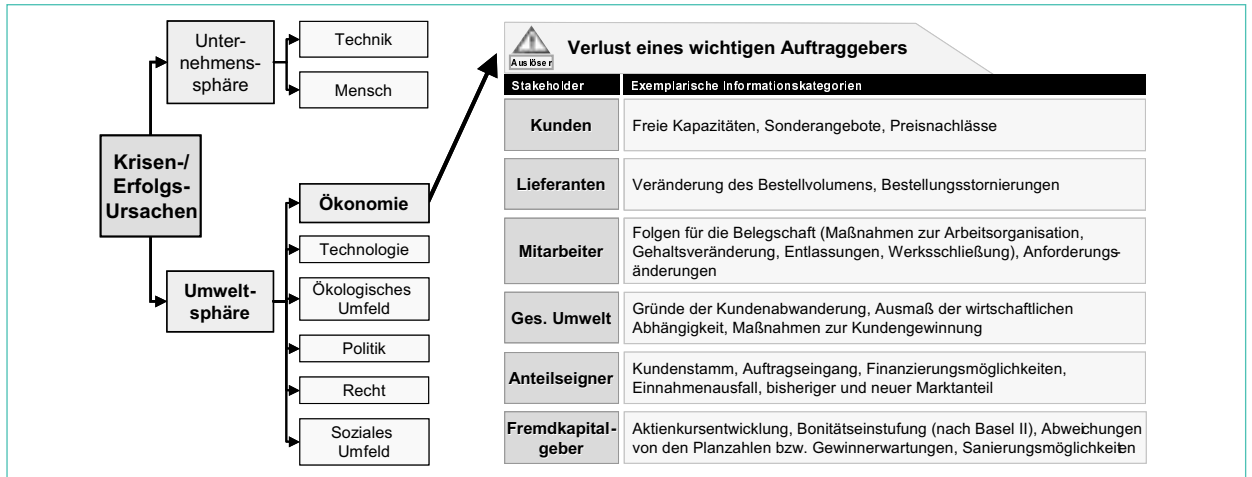 Unter-
nehmens-
sphäre
Technik
Mensch
Krisen-/
Erfolgs-
Ursachen
Umwelt-
sphäre
Ökonomie
Technologie
Ökologisches
Umfeld
Politik
Recht
Soziales
Umfeld
Auslöser
Verlust eines wichtigen Auftraggebers
Stakeholder Exemplarische Informationskategorien
Kunden
Freie Kapazitäten, Sonderangebote, Preisnachlässe
Lieferanten
Veränderung des Bestellvolumens, Bestellungsstornierungen
Mitarbeiter
Folgen für die Belegschaft (Maßnahmen zur Arbeitsorganisation,
Gehaltsveränderung, Entlassungen, Werksschließung), Anforderungs-
änderungen
Ges. Umwelt
Gründe der Kundenabwanderung, Ausmaß der wirtschaftlichen
Abhängigkeit, Maßnahmen zur Kundengewinnung
Anteilseigner
Kundenstamm, Auftragseingang, Finanzierungsmöglichkeiten,
Einnahmenausfall, bisheriger und neuer Marktanteil
Fremdkapital-
geber
Aktienkursentwicklung, Bonitätseinstufung (nach Basel II), Abweichungen
von den Planzahlen bzw. Gewinnerwartungen, Sanierungsmöglichkeiten